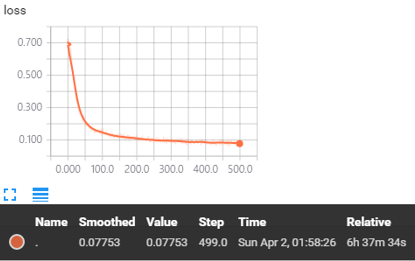 loss
0.700
0.500
0.300
0.100
0.000 100.0 200.0 300.0 400.0 500.0
Name Smoothed Value Step Time Relative
. 0.07753 0.07753 499.0 Sun Apr 2, 01:58:26 6h 37m 34s